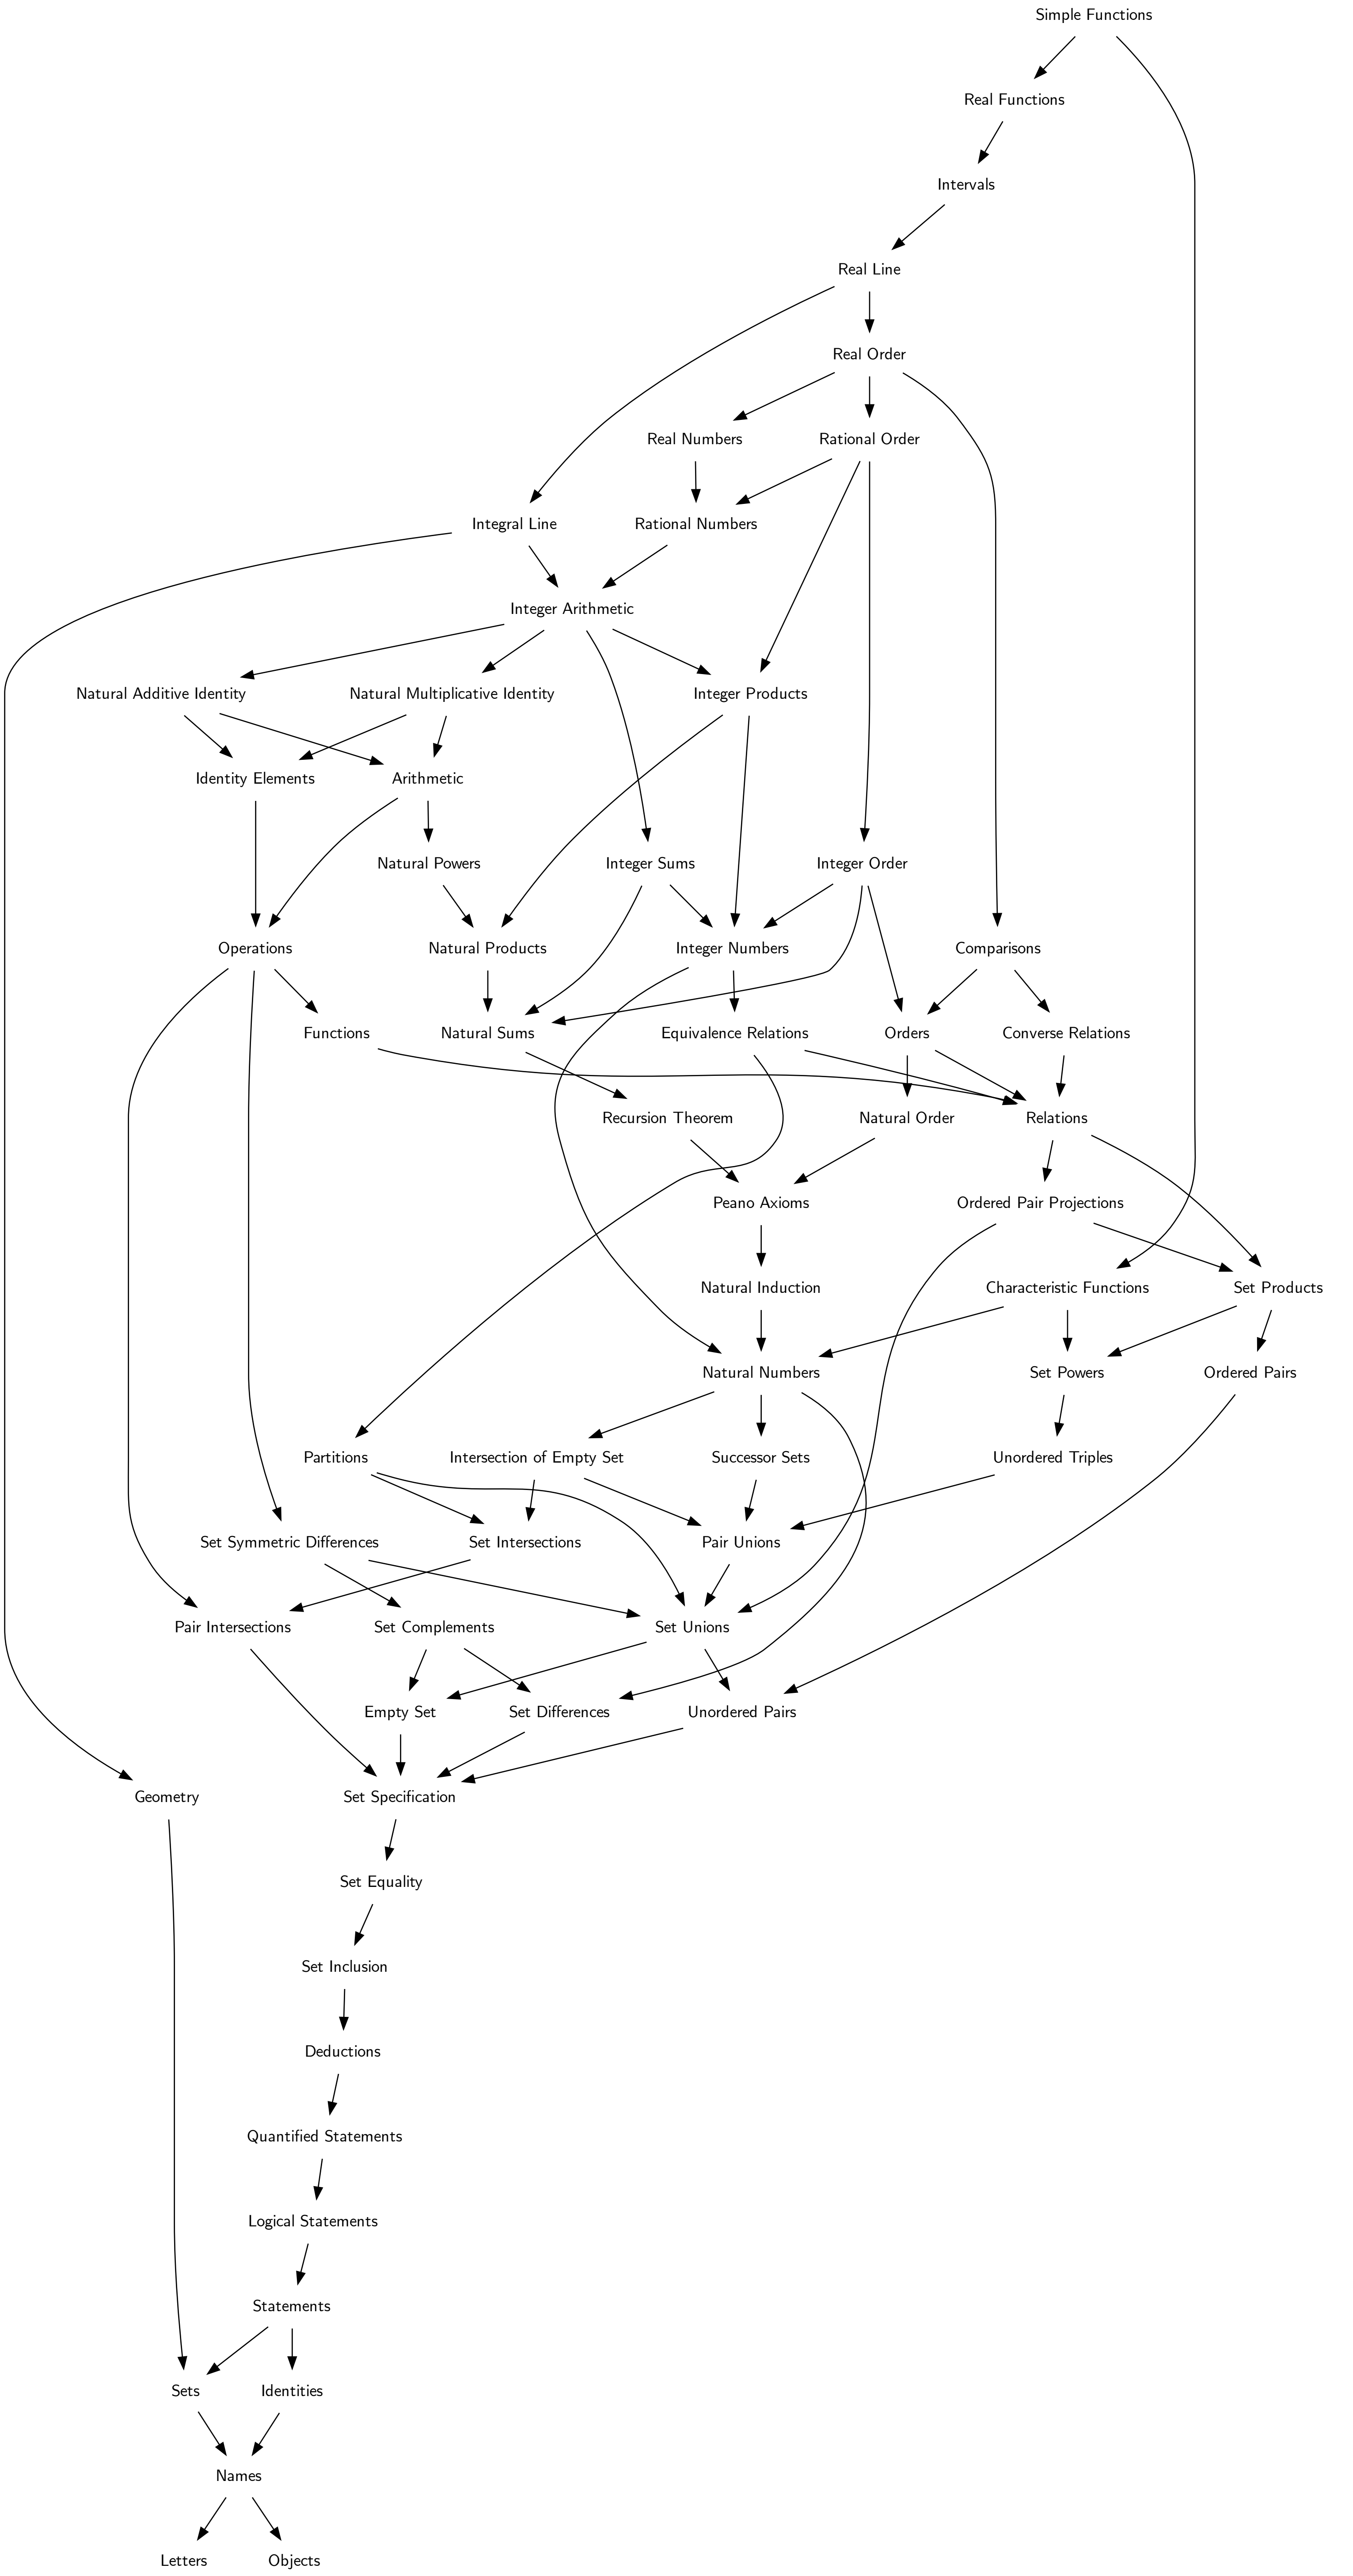 Simple Functions
Real Functions
Intervals
Real Line
Real Order
Real Numbers
Rational Order
Integral Line
Rational Numbers
Integer Arithmetic
Natural Additive Identity
Natural Multiplicative Identity
Integer Products
Identity Elements
Arithmetic
Natural Powers
Integer Sums
Integer Order
Operations
Natural Products
Integer Numbers
Comparisons
Functions
Natural Sums
Equivalence Relations
Orders
Converse Relations
Recursion Theorem
Natural Order
Relations
Peano Axioms
Ordered Pair Projections
Natural Induction
Characteristic Functions
Set Products
Natural Numbers
Set Powers
Ordered Pairs
Partitions
Intersection of Empty Set
Successor Sets
Unordered Triples
Set Symmetric Differences
Set Intersections
Pair Unions
Pair Intersections
Set Complements
Set Unions
Empty Set
Set Differences
Unordered Pairs
Geometry
Set Specification
Set Equality
Set Inclusion
Deductions
Quantified Statements
Logical Statements
Statements
Sets
Identities
Names
Letters
Objects